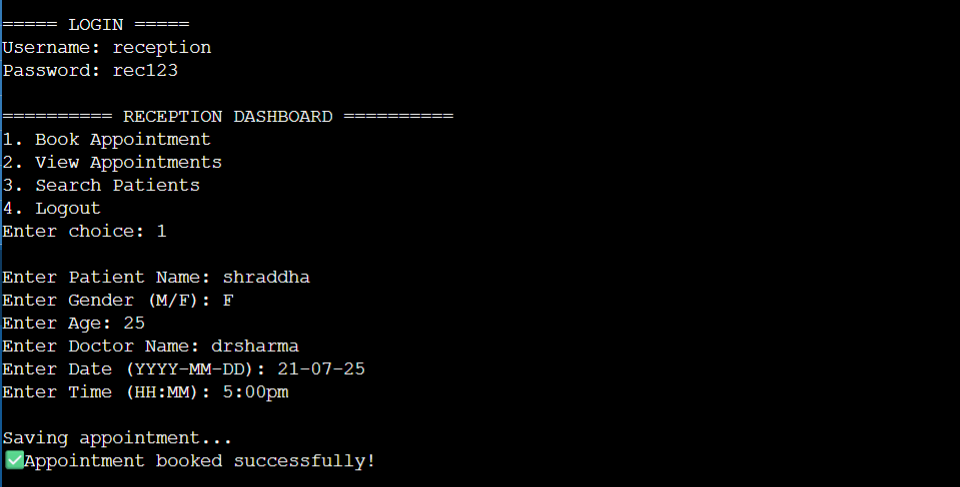 ===== LOGIN =====
Username: reception
Password: rec123
========== RECEPTION DASHBOARD ==========
1. Book Appointment
2. View Appointments
3. Search Patients
4. Logout
Enter choice: 1
Enter Patient Name: shraddha
Enter Gender (M/F): F
Enter Age: 25
Enter Doctor Name: drsharma
Enter Date (YYYY-MM-DD): 21-07-25
Enter Time (HH:MM): 5:00pm
Saving appointment...
✅Appointment booked successfully!